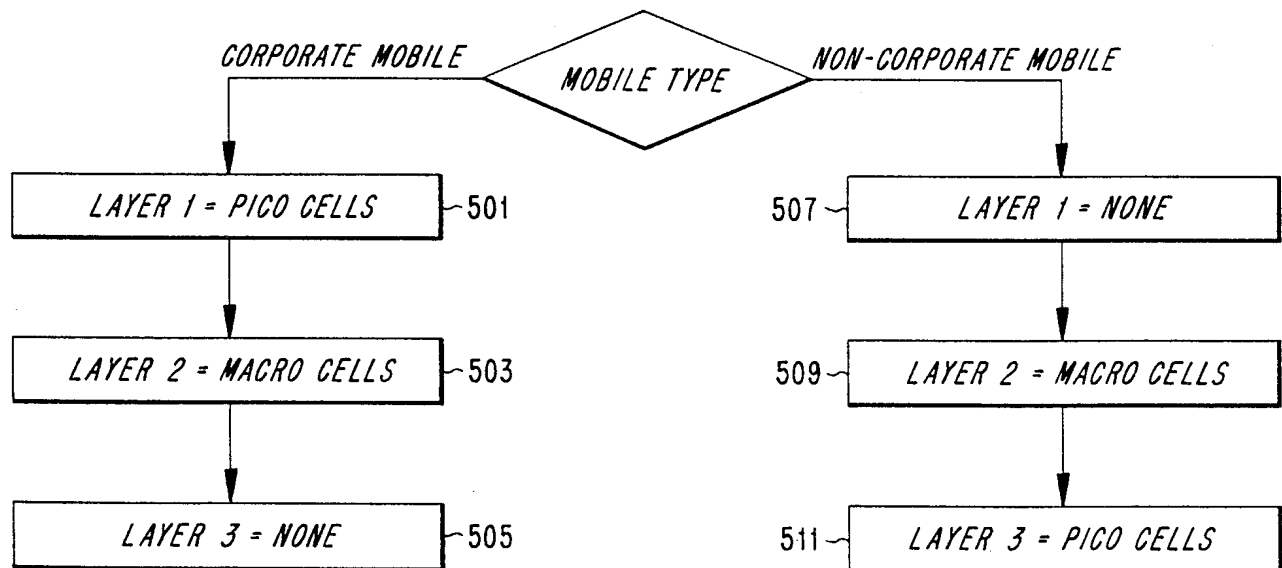 CORPORATE MOBILE
MOBILE TYPE
NON-CORPORATE MOBILE
LAYER 1 = PICO CELLS
501
507
LAYER 1 = NONE
LAYER 2 = MACRO CELLS
503
509
LAYER 2 = MACRO CELLS
LAYER 3 = NONE
505
511
LAYER 3 = PICO CELLS